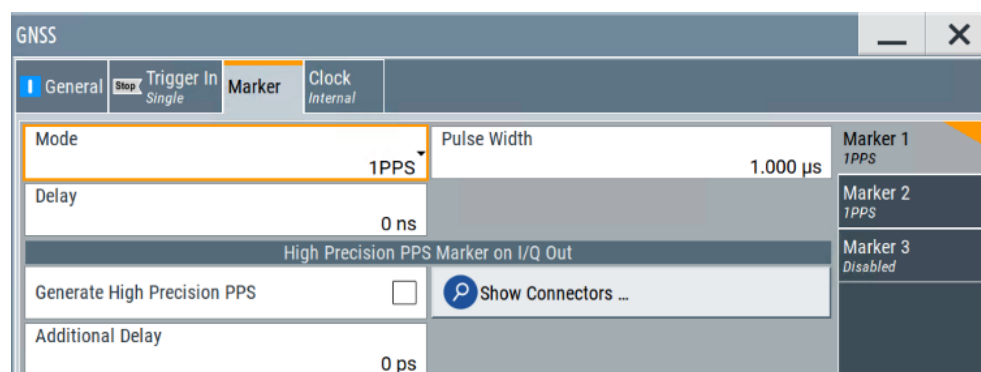 GNSS
General
Stop
Trigger In
Single
Marker
Clock
Internal
Mode
1PPS
Pulse Width
1.000 µs
Delay
0 ns
High Precision PPS Marker on I/Q Out
Generate High Precision PPS
Show Connectors ...
Additional Delay
0 ps
Marker 1
1PPS
Marker 2
1PPS
Marker 3
Disabled